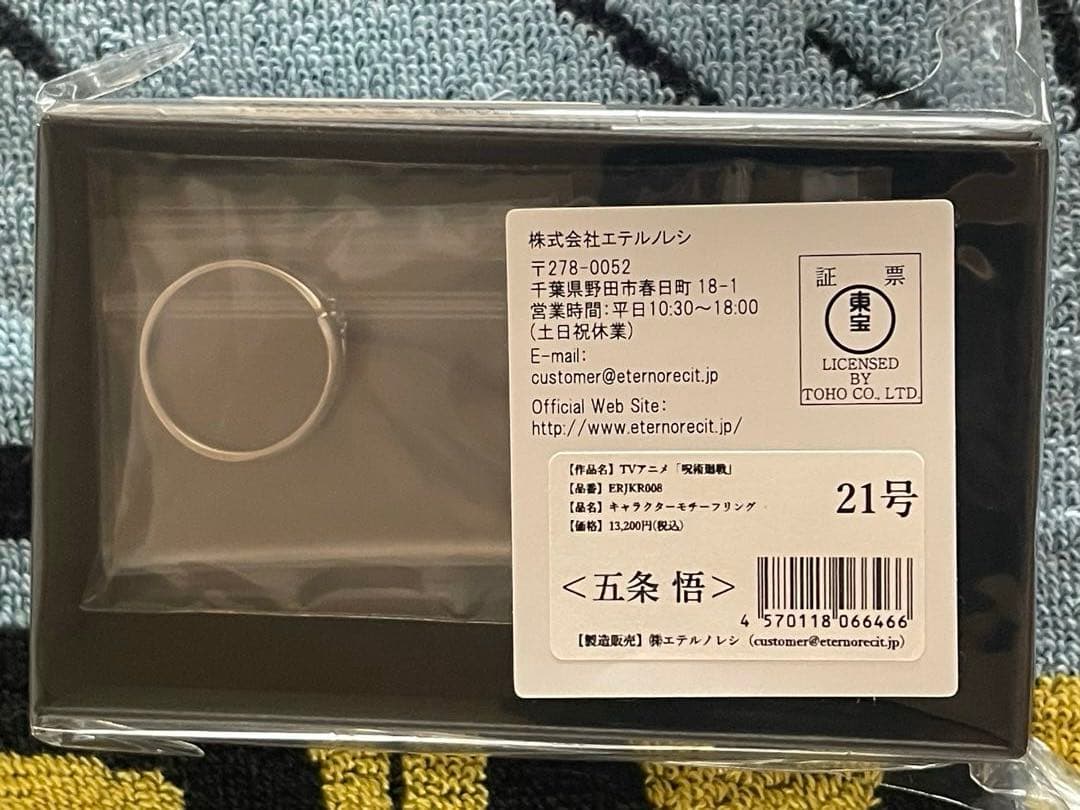 株式会社エテルノレシ
〒278-0052
千葉県野田市春日町 18-1
営業時間:平日10:30～18:00
(土日祝休業)
E-mail:
customer@eternorecit.jp
Official Web Site:
http://www.eternorecit.jp/
証 票
東宝
LICENSED
BY
TOHO CO., LTD.
【作品名】TVアニメ「呪術廻戦」
【品番】ERJKR008
【品名】キャラクターモチーフリング
【価格】13,200円(税込)
21号
<五条 悟>
4 570118 066466
【製造販売】㈱エテルノレシ (customer@eternorecit.jp)